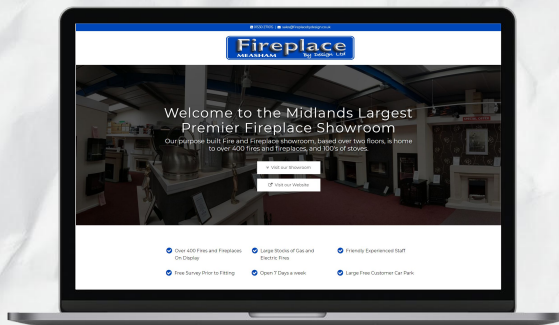 Fireplace
MEASHAM By Design Ltd
Welcome to the Midlands Largest
Premier Fireplace Showroom
Our purpose built Fire and Fireplace showroom, based over two floors, is home
to over 400 fires and fireplaces, and 100's of stoves.
Visit our Showroom
Visit our Website
Over 400 Fires and Fireplaces
On Display
Large Stocks of Gas and
Electric Fires
Friendly Experienced Staff
Free Survey Prior to Fitting
Open 7 Days a week
Large Free Customer Car Park